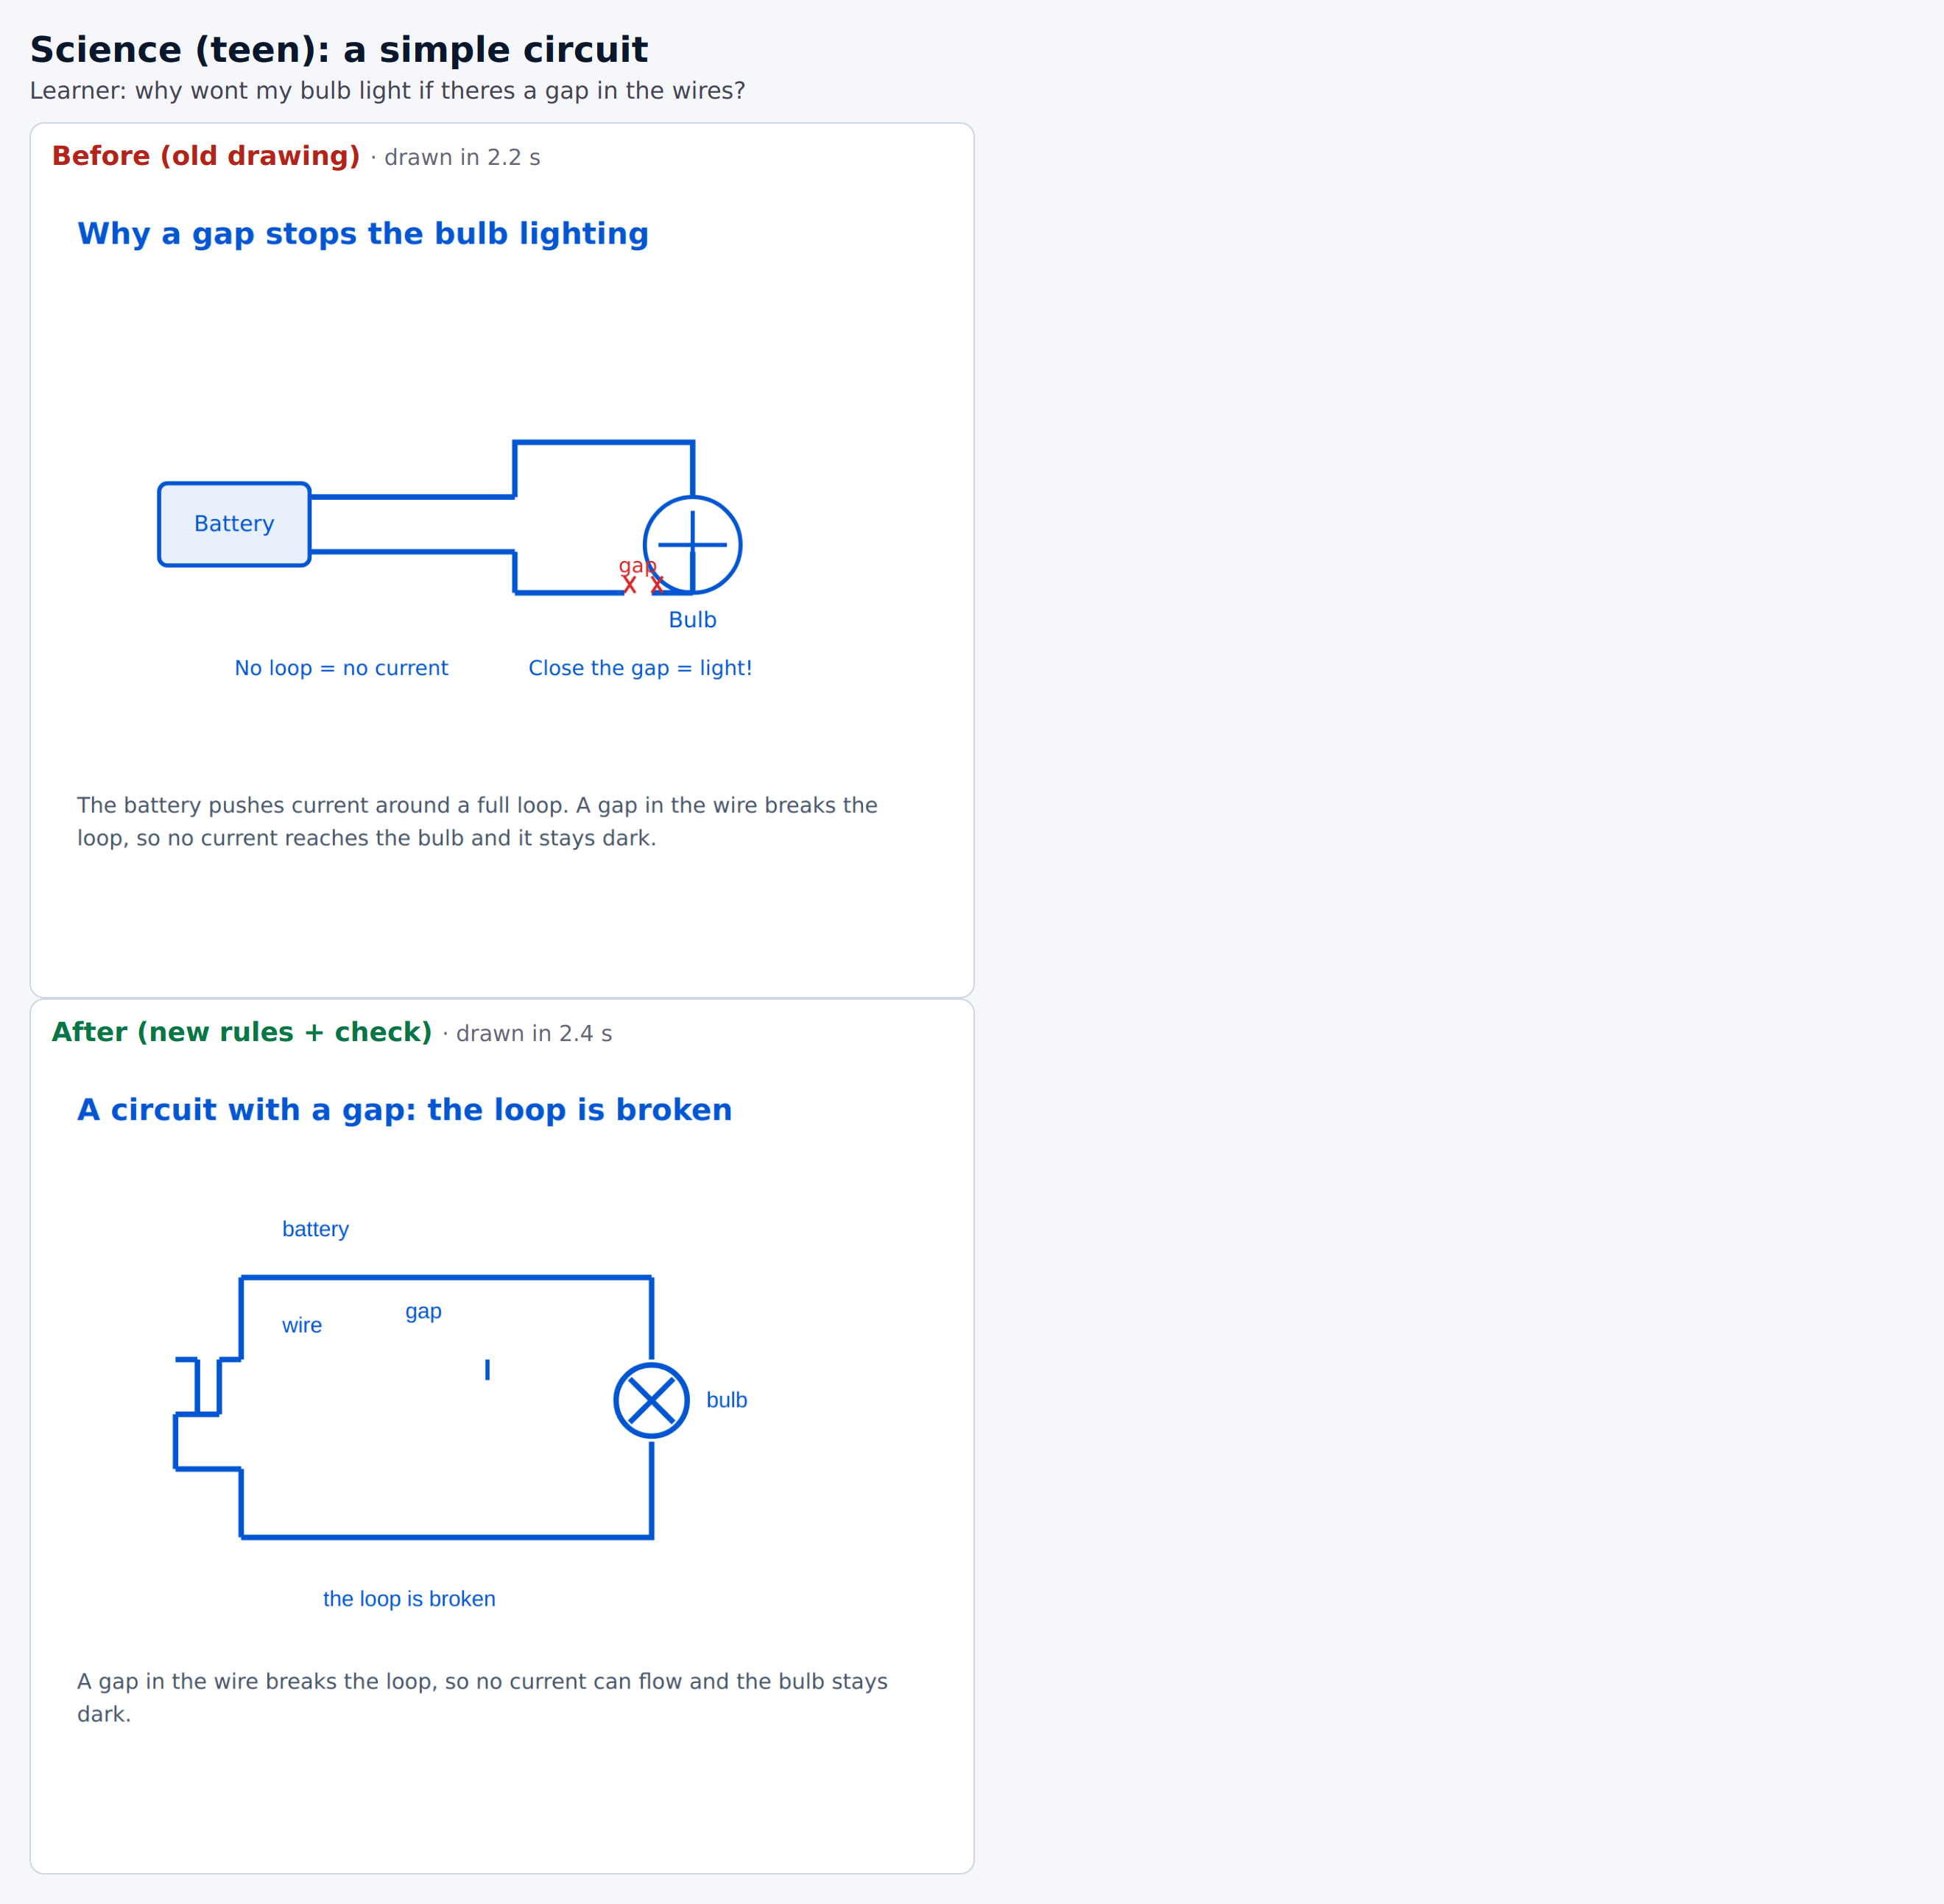 Science (teen): a simple circuit
Learner: why wont my bulb light if theres a gap in the wires?
Before (old drawing) · drawn in 2.2 s
Why a gap stops the bulb lighting
Battery
gap
Bulb
No loop = no current
Close the gap = light!
The battery pushes current around a full loop. A gap in the wire breaks the
loop, so no current reaches the bulb and it stays dark.
After (new rules + check) · drawn in 2.4 s
A circuit with a gap: the loop is broken
battery
gap
wire
bulb
the loop is broken
A gap in the wire breaks the loop, so no current can flow and the bulb stays
dark.